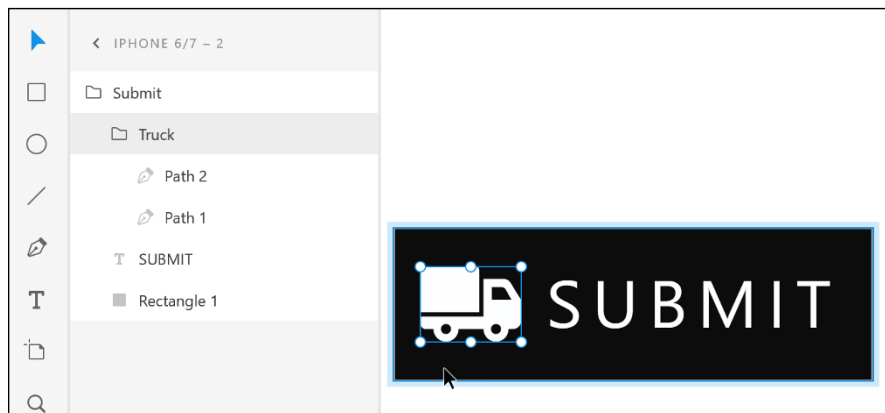 IPHONE 6/7 – 2
Submit
Truck
Path 2
Path 1
SUBMIT
Rectangle 1
SUBMIT